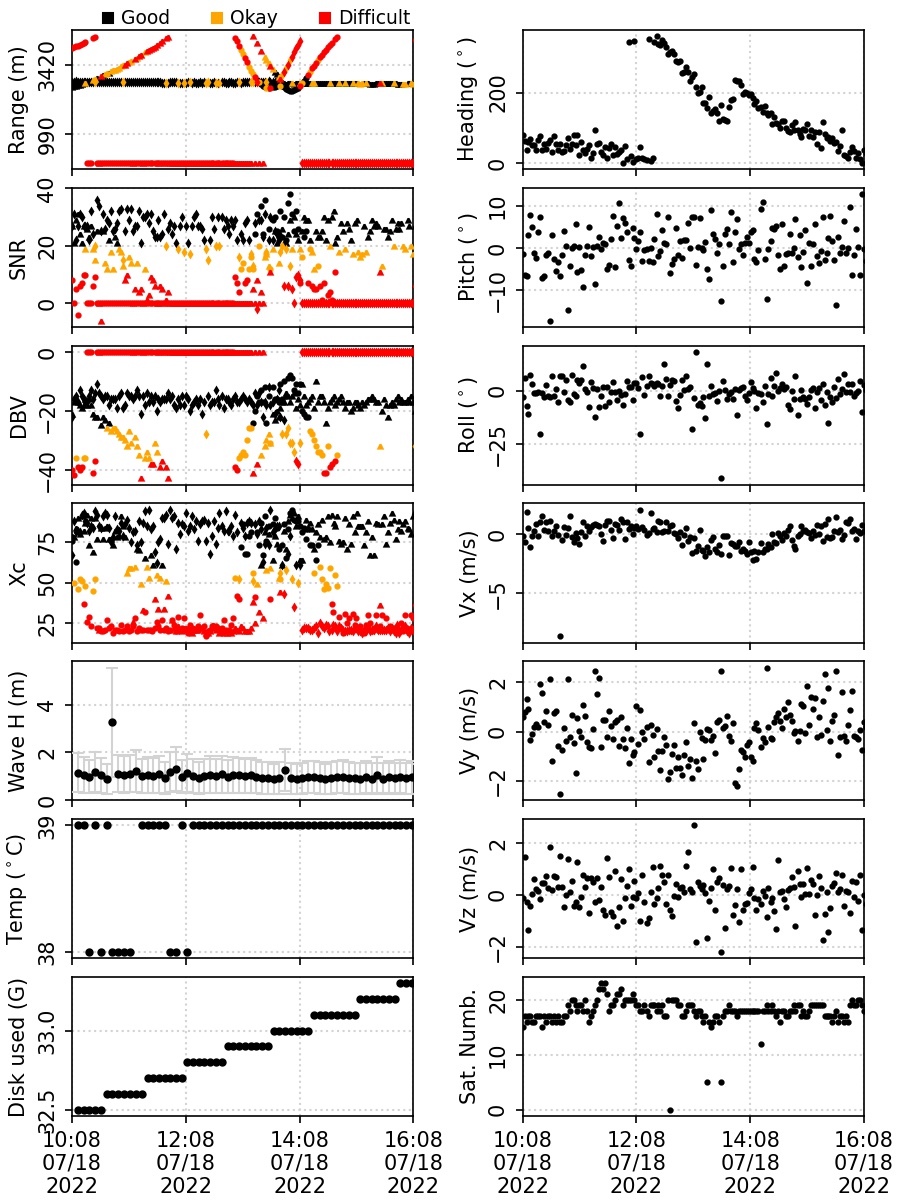 Good Okay Difficult
Range (m)
3420
990
SNR
40
20
0
DBV
0
−20
−40
Xc
75
50
25
Wave H (m)
4
2
0
Temp (°C)
39
38
Disk used (G)
33.0
32.5
10:08 12:08 14:08 16:08
07/18 07/18 07/18 07/18
2022 2022 2022 2022
Heading (°)
200
0
Pitch (°)
10
0
−10
Roll (°)
0
−25
Vx (m/s)
0
−5
Vy (m/s)
2
0
−2
Vz (m/s)
2
0
−2
Sat. Numb.
20
10
0
10:08 12:08 14:08 16:08
07/18 07/18 07/18 07/18
2022 2022 2022 2022